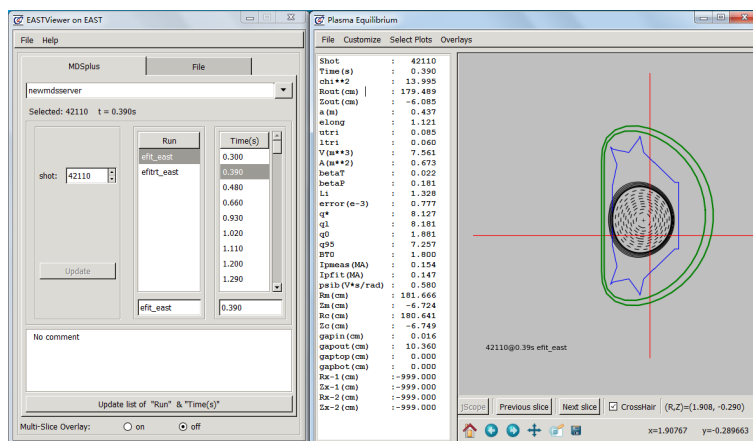 EASTViewer on EAST
File Help
MDSplus File
newmdsserver
Selected: 42110 t = 0.390s
Run Time(s)
shot: 42110
efit_east
efitrt_east
0.300
0.390
0.480
0.660
0.930
1.020
1.110
1.200
1.290
Update
efit_east 0.390
No comment
Update list of "Run" & "Time(s)"
Multi-Slice Overlay: on off
Plasma Equilibrium
File Customize Select Plots Overlays
Shot : 42110
Time(s) : 0.390
chi**2 : 13.995
Rout(cm) : 179.489
Zout(cm) : -6.085
a(m) : 0.437
elong : 1.121
utri : 0.085
ltri : 0.060
V(m**3) : 7.561
A(m**2) : 0.673
betaT : 0.022
betaP : 0.181
Li : 1.328
error(e-3) : 0.777
q* : 8.127
ql : 8.181
q0 : 1.881
q95 : 7.257
BT0 : 1.800
Ipmeas(MA) : 0.154
Ipfit(MA) : 0.147
psib(V*s/rad) : 0.580
Rm(cm) : 181.666
Zm(cm) : -6.724
Rc(cm) : 180.641
Zc(cm) : -6.749
gapin(cm) : 0.016
gapout(cm) : 10.360
gaptop(cm) : 0.000
gapbot(cm) : 0.000
Rx-1(cm) :-999.000
Zx-1(cm) :-999.000
Rx-2(cm) :-999.000
Zx-2(cm) :-999.000
42110@0.39s efit_east
jScope Previous slice Next slice CrossHair (R,Z)=(1.908, -0.290)
x=1.90767 y=-0.289663